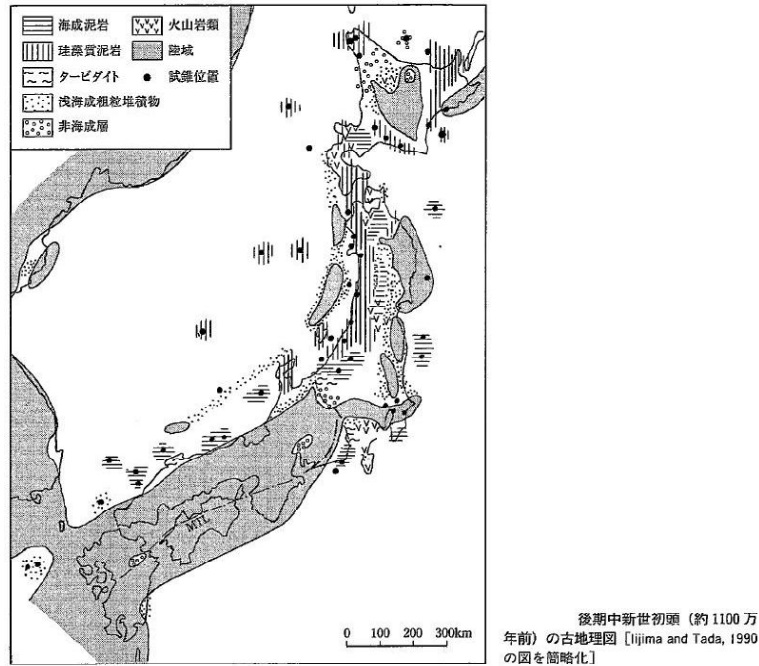 海成泥岩
火山岩類
珪藻質泥岩
陸域
タービダイト
試錐位置
浅海成粗粒堆積物
非海成層
MTL
0 100 200 300km
後期中新世初頭(約1100万
年前)の古地理図[Iijima and Tada, 1990
の図を簡略化]